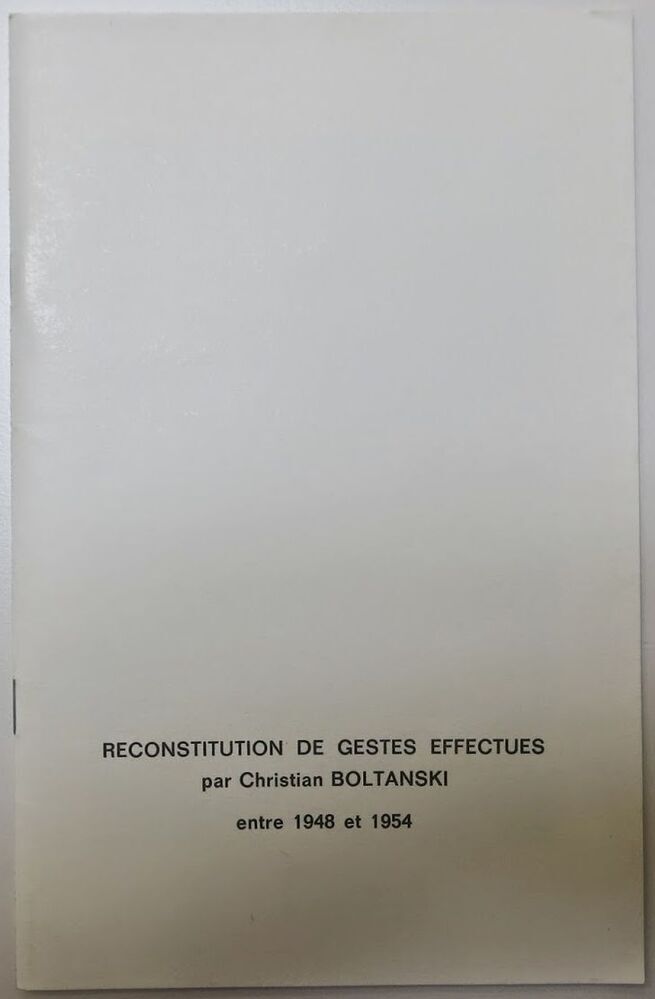 RECONSTITUTION DE GESTES EFFECTUES
par Christian BOLTANSKI
entre 1948 et 1954